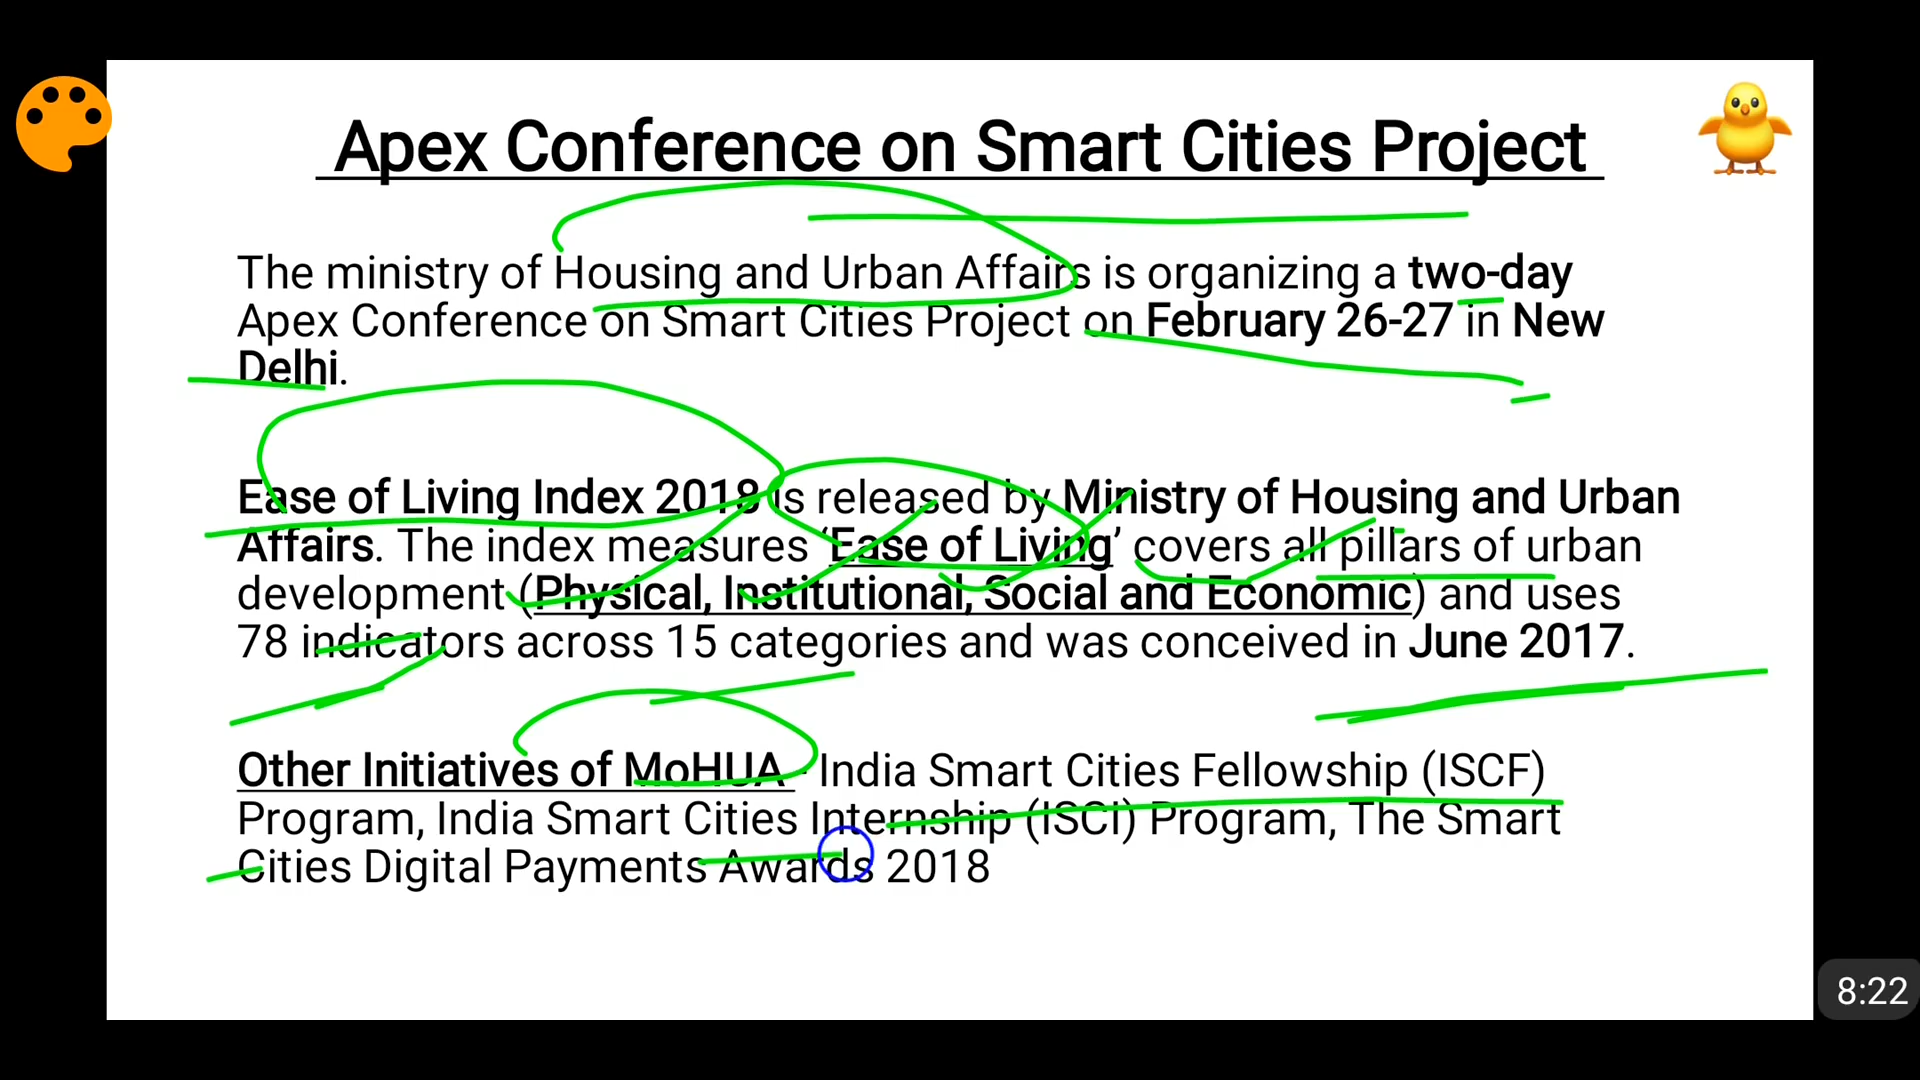 Apex Conference on Smart Cities Project
The ministry of Housing and Urban Affairs is organizing a two-day
Apex Conference on Smart Cities Project on February 26-27 in New
Delhi.
Ease of Living Index 2018 is released by Ministry of Housing and Urban
Affairs. The index measures ‘Ease of Living’ covers all pillars of urban
development (Physical, Institutional, Social and Economic) and uses
78 indicators across 15 categories and was conceived in June 2017.
Other Initiatives of MoHUA - India Smart Cities Fellowship (ISCF)
Program, India Smart Cities Internship (ISCI) Program, The Smart
Cities Digital Payments Awards 2018
8:22